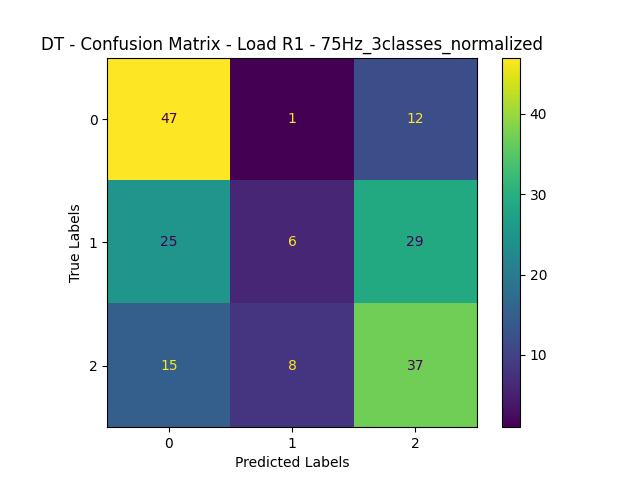 DT - Confusion Matrix - Load R1 - 75Hz_3classes_normalized
0 47 1 12
1 25 6 29
2 15 8 37
0 1 2
True Labels
Predicted Labels
40
30
20
10